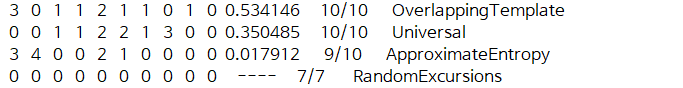 3 0 1 1 2 1 1 0 1 0 0.534146 10/10 OverlappingTemplate
0 0 1 1 2 2 1 3 0 0 0.350485 10/10 Universal
3 4 0 0 2 1 0 0 0 0 0.017912 9/10 ApproximateEntropy
0 0 0 0 0 0 0 0 0 0 ---- 7/7 RandomExcursions